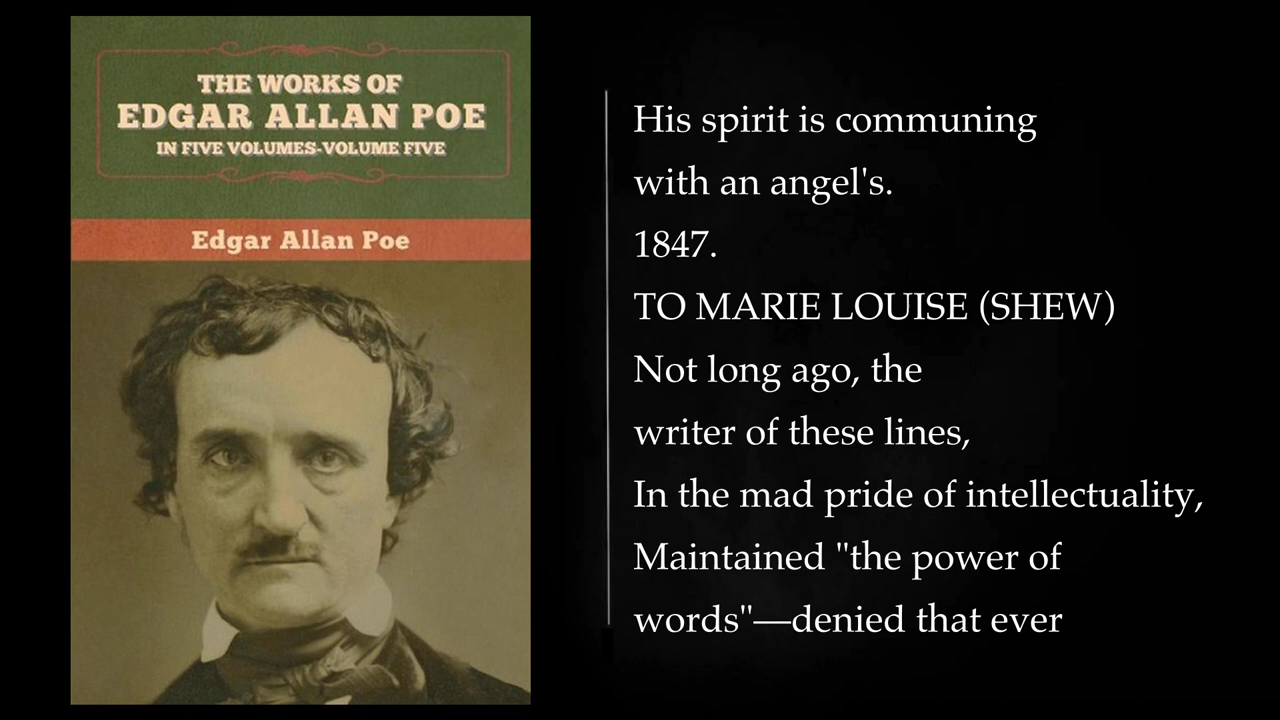 THE WORKS OF
EDGAR ALLAN POE
IN FIVE VOLUMES-VOLUME FIVE
Edgar Allan Poe
His spirit is communing
with an angel's.
1847.
TO MARIE LOUISE (SHEW)
Not long ago, the
writer of these lines,
In the mad pride of intellectuality,
Maintained "the power of
words"—denied that ever